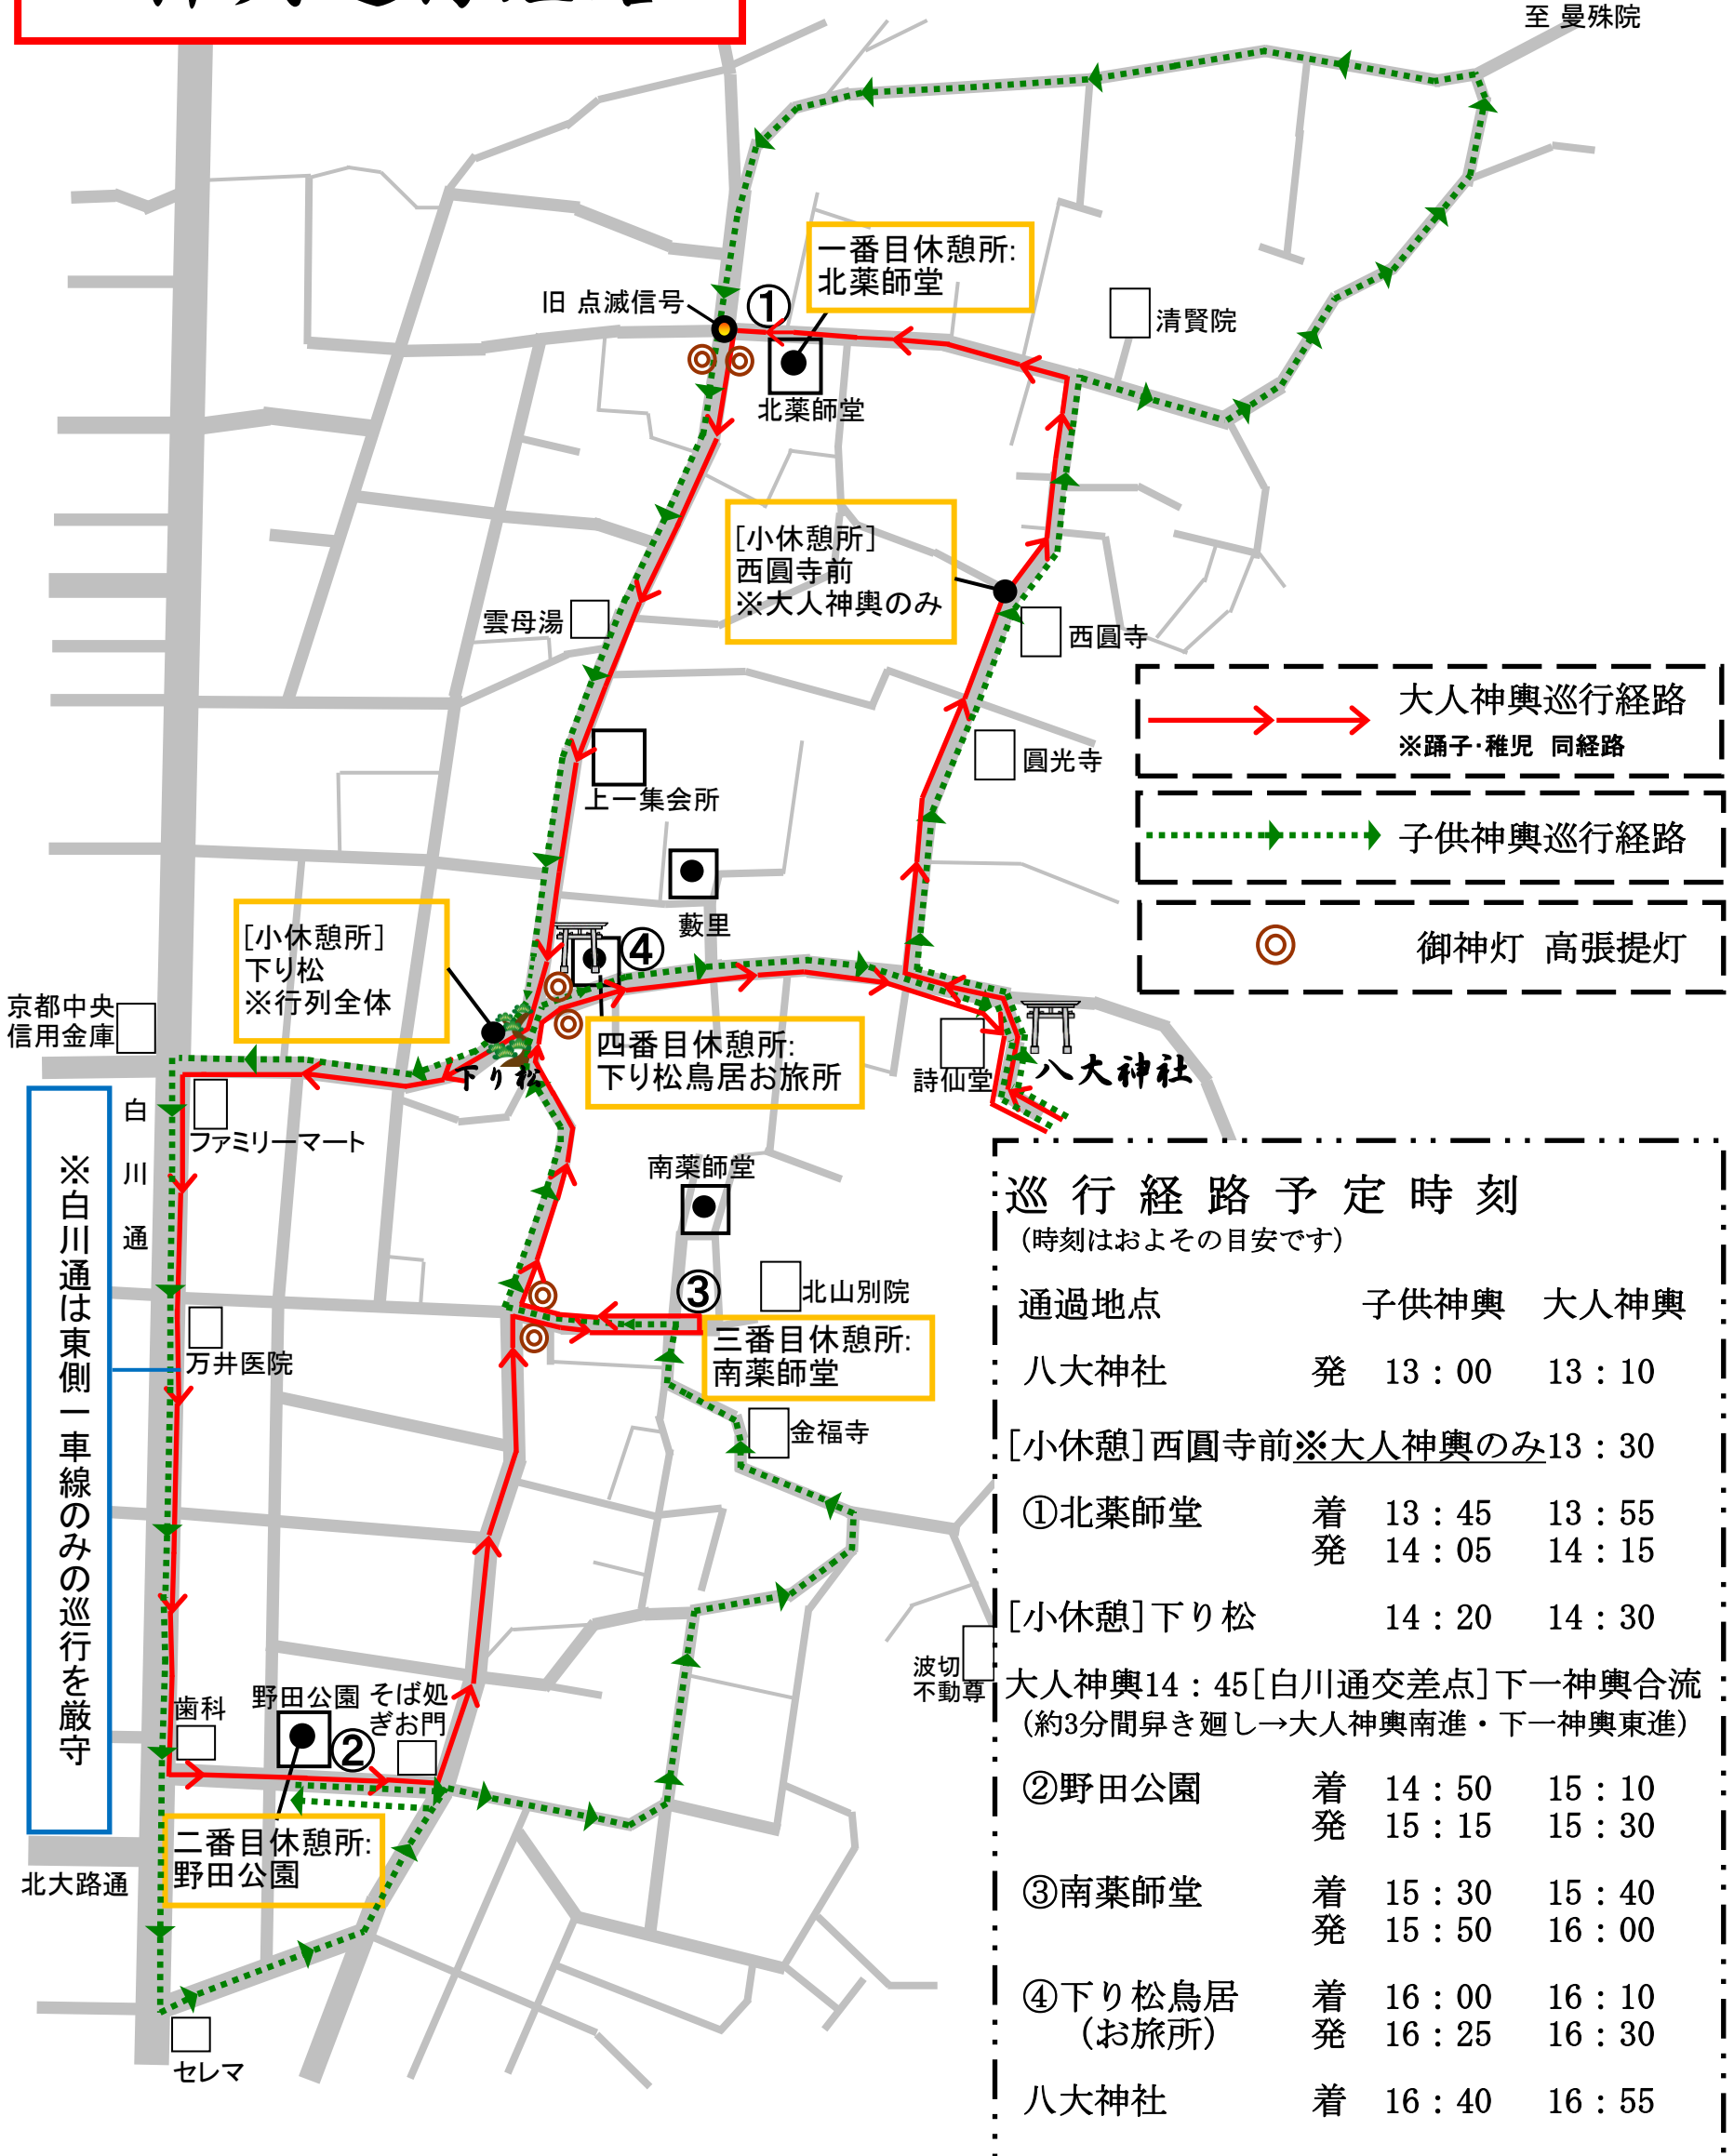 至 曼殊院
一番目休憩所:
北薬師堂
旧 点滅信号
①
清賢院
北薬師堂
[小休憩所]
西圓寺前
※大人神輿のみ
雲母湯
西圓寺
大人神輿巡行経路
※踊子・稚児 同経路
圓光寺
上一集会所
子供神輿巡行経路
藪里
御神灯 高張提灯
[小休憩所]
下り松
※行列全体
④
京都中央
信用金庫
四番目休憩所:
下り松鳥居お旅所
下り松
詩仙堂
八大神社
白川通
ファミリーマート
※白川通は東側一車線のみの巡行を厳守
南薬師堂
③
北山別院
三番目休憩所:
南薬師堂
万井医院
金福寺
波切
不動尊
歯科
野田公園
②
そば処
ぎお門
二番目休憩所:
野田公園
北大路通
セレマ
巡行経路予定時刻
(時刻はおよその目安です)
通過地点 子供神輿 大人神輿
八大神社 発 13：00 13：10
[小休憩]西圓寺前※大人神輿のみ13：30
①北薬師堂 着 13：45 13：55
発 14：05 14：15
[小休憩]下り松 14：20 14：30
大人神輿14：45[白川通交差点]下一神輿合流
(約3分間舁き廻し→大人神輿南進・下一神輿東進)
②野田公園 着 14：50 15：10
発 15：15 15：30
③南薬師堂 着 15：30 15：40
発 15：50 16：00
④下り松鳥居 着 16：00 16：10
(お旅所) 発 16：25 16：30
八大神社 着 16：40 16：55